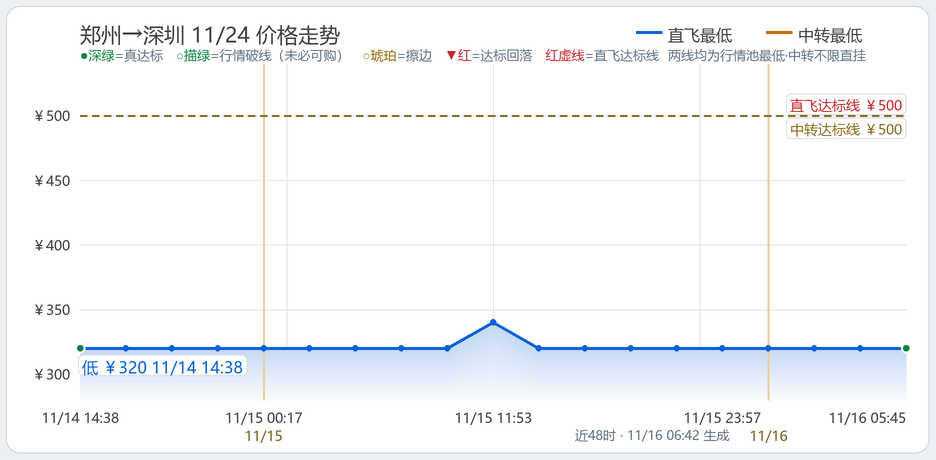 郑州→深圳 11/24 价格走势
直飞最低 中转最低
●深绿=真达标 ○描绿=行情破线（未必可购） ○琥珀=擦边 ▼红=达标回落 红虚线=直飞达标线 两线均为行情池最低·中转不限直挂
直飞达标线 ¥500
¥500
中转达标线 ¥500
¥450
¥400
¥350
¥300
低 ¥320 11/14 14:38
11/14 14:38 11/15 00:17 11/15 11:53 11/15 23:57 11/16 05:45
11/15 近48时 · 11/16 06:42 生成 11/16